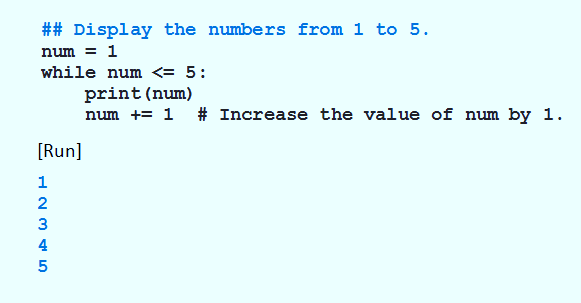 ## Display the numbers from 1 to 5.
num = 1
while num <= 5:
    print(num)
    num += 1  # Increase the value of num by 1.
[Run]
1
2
3
4
5